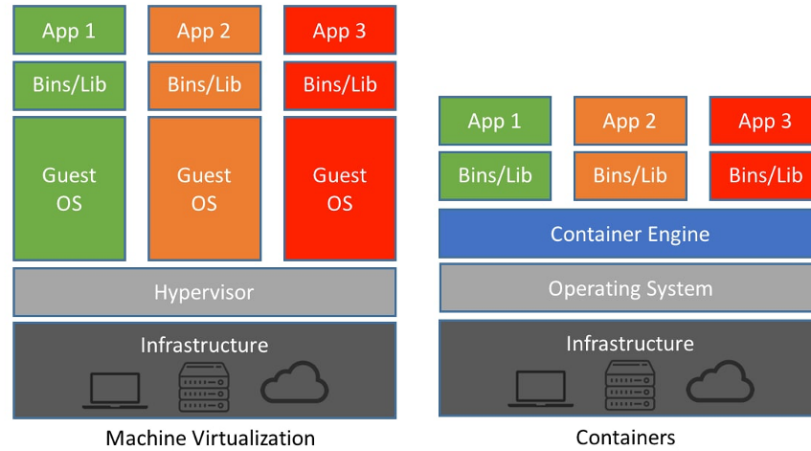 App 1
App 2
App 3
Bins/Lib
Bins/Lib
Bins/Lib
Guest
OS
Guest
OS
Guest
OS
Hypervisor
Infrastructure
Machine Virtualization
App 1
App 2
App 3
Bins/Lib
Bins/Lib
Bins/Lib
Container Engine
Operating System
Infrastructure
Containers